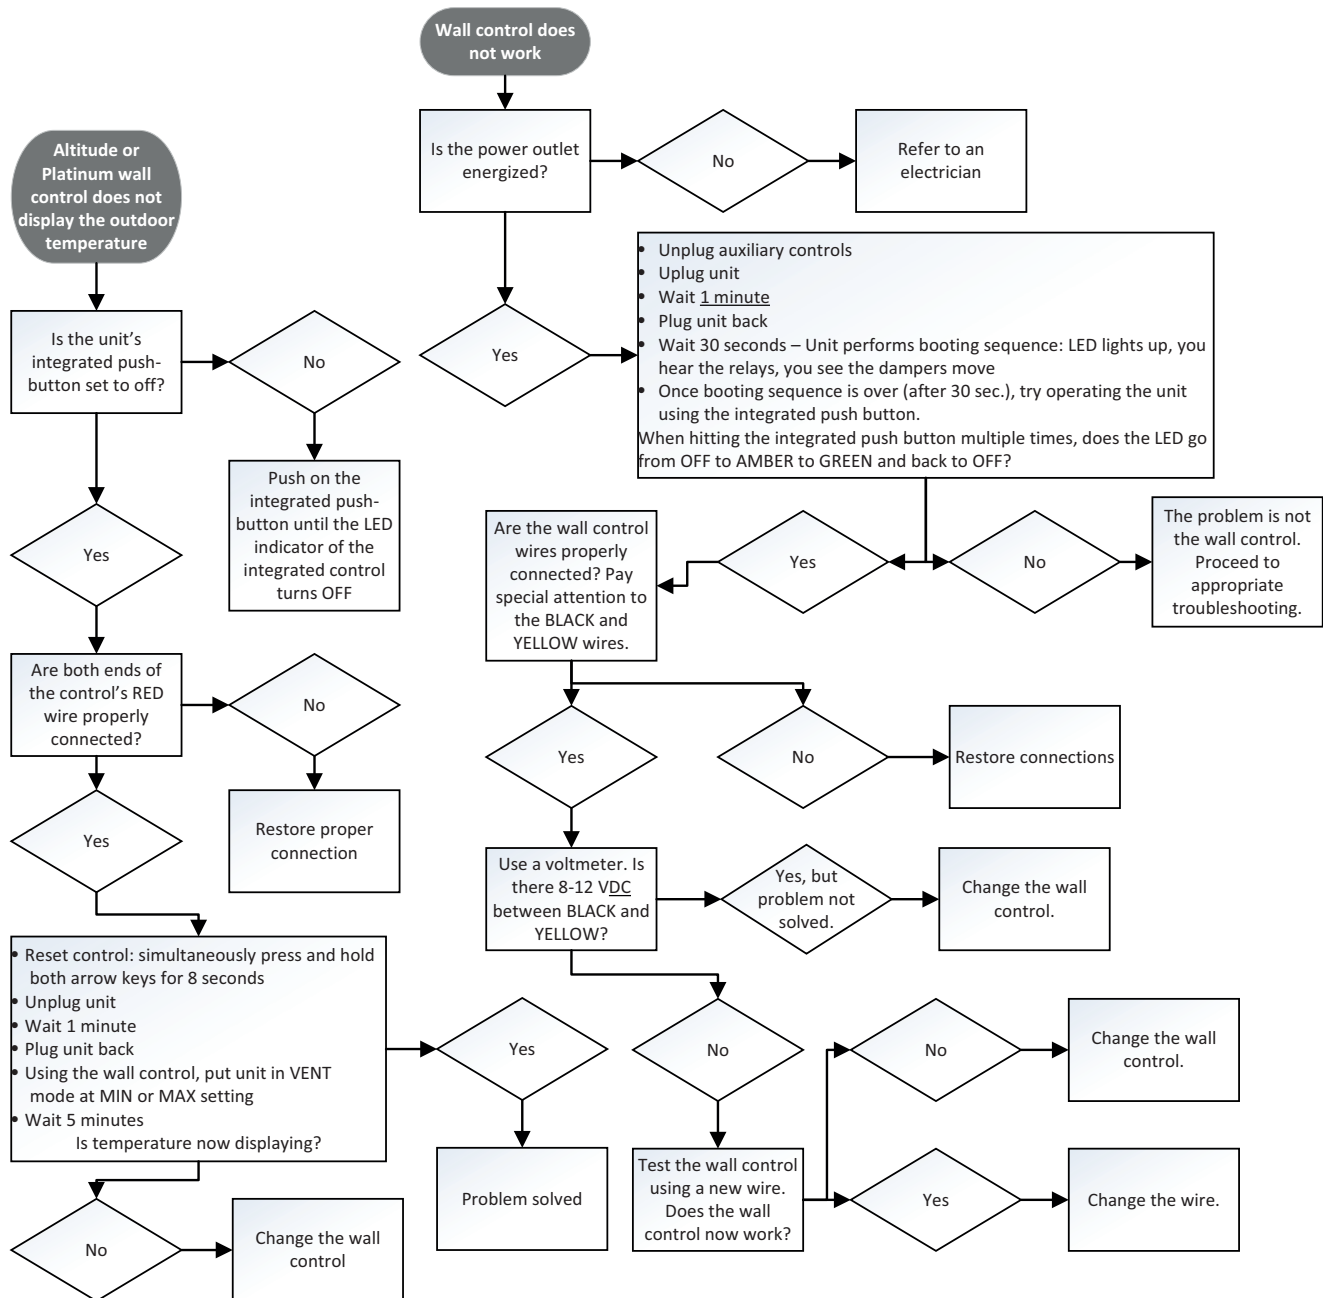 Wall control does
not work
Is the power outlet
energized?
No
Refer to an
electrician
Yes
• Unplug auxiliary controls
• Uplug unit
• Wait 1 minute
• Plug unit back
• Wait 30 seconds – Unit performs booting sequence: LED lights up, you
hear the relays, you see the dampers move
• Once booting sequence is over (after 30 sec.), try operating the unit
using the integrated push button.
When hitting the integrated push button multiple times, does the LED go
from OFF to AMBER to GREEN and back to OFF?
No
The problem is not
the wall control.
Proceed to
appropriate
troubleshooting.
Yes
Are the wall control
wires properly
connected? Pay
special attention to
the BLACK and
YELLOW wires.
No
Restore connections
Yes
Use a voltmeter. Is
there 8-12 VDC
between BLACK and
YELLOW?
Yes, but
problem not
solved.
Change the wall
control.
No
Test the wall control
using a new wire.
Does the wall
control now work?
No
Change the wall
control.
Yes
Change the wire.
Altitude or
Platinum wall
control does not
display the outdoor
temperature
Is the unit’s
integrated push-
button set to off?
No
Push on the
integrated push-
button until the LED
indicator of the
integrated control
turns OFF
Yes
Are both ends of
the control’s RED
wire properly
connected?
No
Restore proper
connection
Yes
• Reset control: simultaneously press and hold
both arrow keys for 8 seconds
• Unplug unit
• Wait 1 minute
• Plug unit back
• Using the wall control, put unit in VENT
mode at MIN or MAX setting
• Wait 5 minutes
Is temperature now displaying?
Yes
Problem solved
No
Change the wall
control